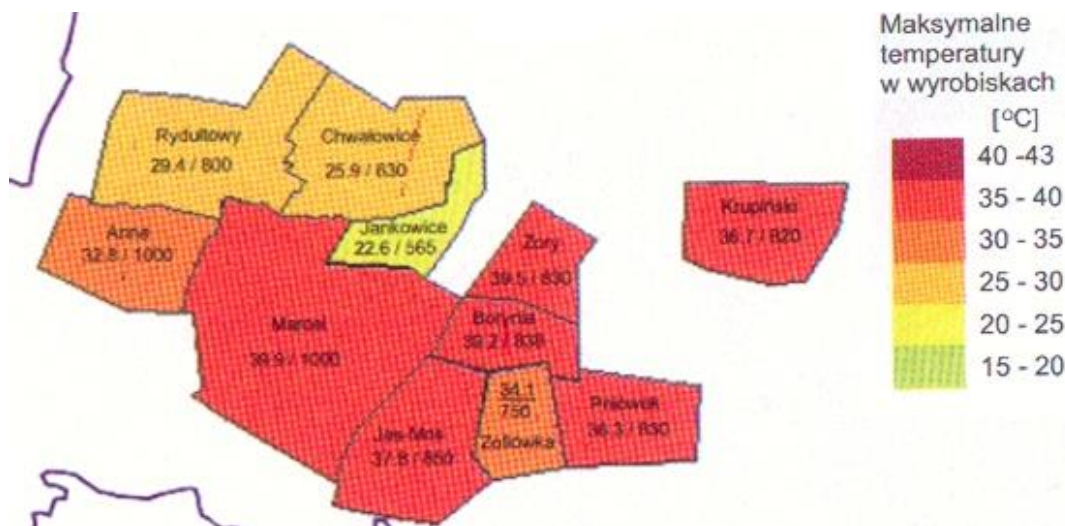 Maksymalne
temperatury
w wyrobiskach
[°C]
40 -43
35 - 40
30 - 35
25 - 30
20 - 25
15 - 20
Rydułtowy
29.4 / 800
Chwałowice
25.9 / 630
Anna
32.8 / 1000
Jankowice
22.6 / 565
Żory
39.5 / 830
Krupiński
36.7 / 820
Marcel
39.9 / 1000
Borynia
39.2 / 838
Jas-Mos
37.8 / 850
34.1
750
Zofiówka
Pniówek
36.3 / 830